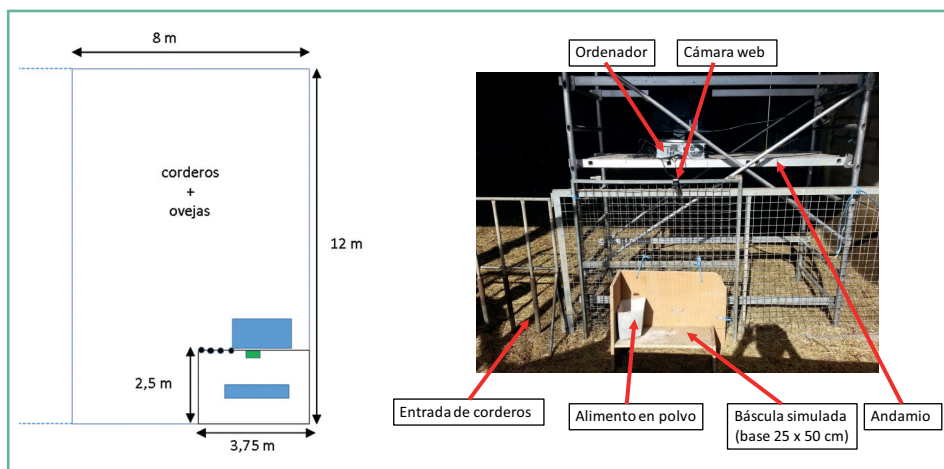 8 m
corderos
+
ovejas
12 m
2,5 m
3,75 m
Ordenador
Cámara web
Entrada de corderos
Alimento en polvo
Báscula simulada
(base 25 x 50 cm)
Andamio